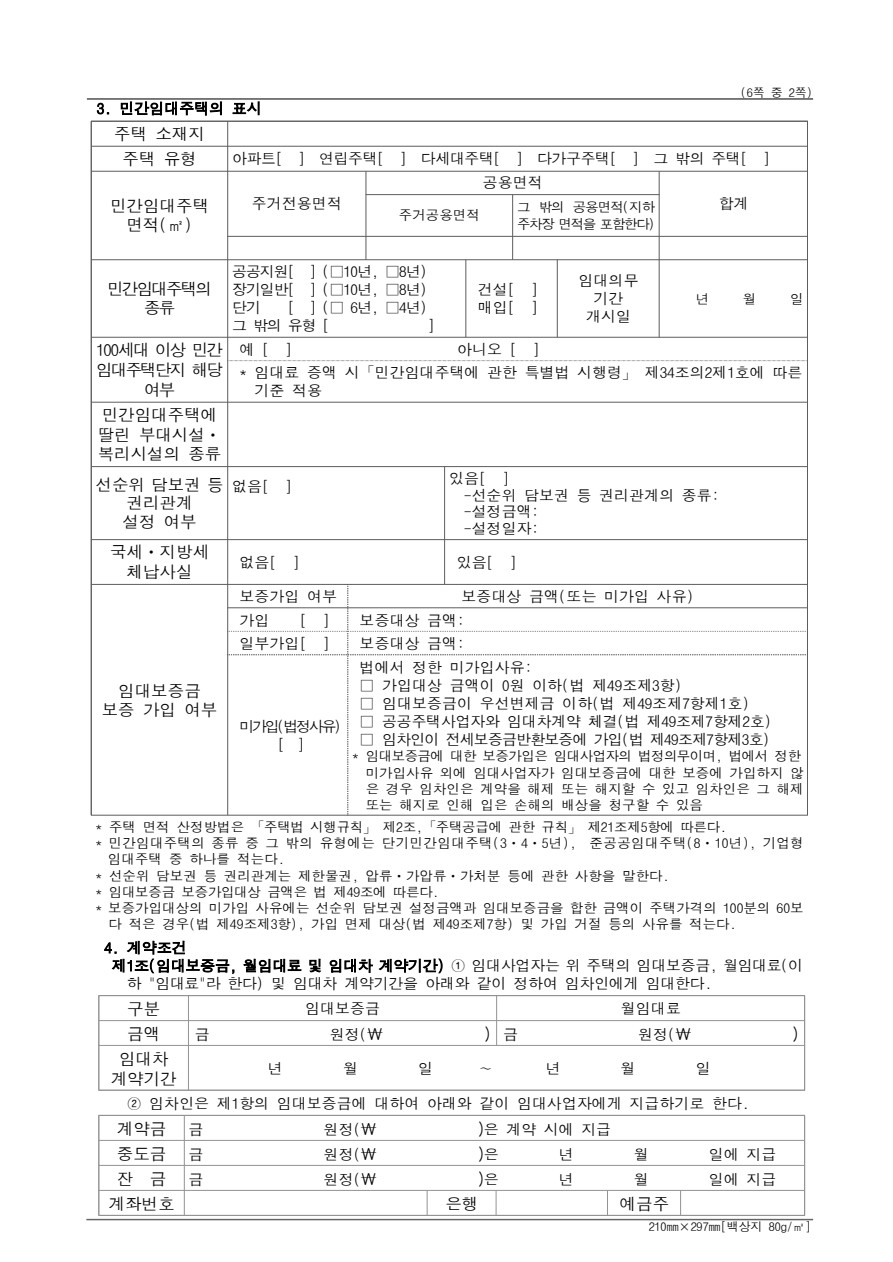 (6쪽 중 2쪽)
3. 민간임대주택의 표시
주택 소재지
주택 유형 아파트[ ] 연립주택[ ] 다세대주택[ ] 다가구주택[ ] 그 밖의 주택[ ]
민간임대주택
면적(㎡)
주거전용면적
공용면적
주거공용면적
그 밖의 공용면적(지하
주차장 면적을 포함한다)
합계
민간임대주택의
종류
공공지원[ ] (□10년, □8년)
장기일반[ ] (□10년, □8년)
단기 [ ] (□ 6년, □4년)
그 밖의 유형 [ ]
건설[ ]
매입[ ]
임대의무
기간
개시일
년 월 일
100세대 이상 민간
임대주택단지 해당
여부
예 [ ] 아니오 [ ]
* 임대료 증액 시「민간임대주택에 관한 특별법 시행령」 제34조의2제1호에 따른
기준 적용
민간임대주택에
딸린 부대시설·
복리시설의 종류
선순위 담보권 등
권리관계
설정 여부
없음[ ]
있음[ ]
-선순위 담보권 등 권리관계의 종류:
-설정금액:
-설정일자:
국세·지방세
체납사실
없음[ ] 있음[ ]
임대보증금
보증 가입 여부
보증가입 여부 보증대상 금액(또는 미가입 사유)
가입 [ ] 보증대상 금액:
일부가입[ ] 보증대상 금액:
미가입(법정사유)
[ ]
법에서 정한 미가입사유:
□ 가입대상 금액이 0원 이하(법 제49조제3항)
□ 임대보증금이 우선변제금 이하(법 제49조제7항제1호)
□ 공공주택사업자와 임대차계약 체결(법 제49조제7항제2호)
□ 임차인이 전세보증금반환보증에 가입(법 제49조제7항제3호)
* 임대보증금에 대한 보증가입은 임대사업자의 법정의무이며, 법에서 정한
미가입사유 외에 임대사업자가 임대보증금에 대한 보증에 가입하지 않
은 경우 임차인은 계약을 해제 또는 해지할 수 있고 임차인은 그 해제
또는 해지로 인해 입은 손해의 배상을 청구할 수 있음
* 주택 면적 산정방법은 「주택법 시행규칙」 제2조,「주택공급에 관한 규칙」 제21조제5항에 따른다.
* 민간임대주택의 종류 중 그 밖의 유형에는 단기민간임대주택(3·4·5년), 준공공임대주택(8·10년), 기업형
임대주택 중 하나를 적는다.
* 선순위 담보권 등 권리관계는 제한물권, 압류·가압류·가처분 등에 관한 사항을 말한다.
* 임대보증금 보증가입대상 금액은 법 제49조에 따른다.
* 보증가입대상의 미가입 사유에는 선순위 담보권 설정금액과 임대보증금을 합한 금액이 주택가격의 100분의 60보
다 적은 경우(법 제49조제3항), 가입 면제 대상(법 제49조제7항) 및 가입 거절 등의 사유를 적는다.
4. 계약조건
제1조(임대보증금, 월임대료 및 임대차 계약기간) ① 임대사업자는 위 주택의 임대보증금, 월임대료(이
하 "임대료"라 한다) 및 임대차 계약기간을 아래와 같이 정하여 임차인에게 임대한다.
구분 임대보증금 월임대료
금액 금 원정(₩ ) 금 원정(₩ )
임대차
계약기간
년 월 일 ~ 년 월 일
② 임차인은 제1항의 임대보증금에 대하여 아래와 같이 임대사업자에게 지급하기로 한다.
계약금 금 원정(₩ )은 계약 시에 지급
중도금 금 원정(₩ )은 년 월 일에 지급
잔 금 금 원정(₩ )은 년 월 일에 지급
계좌번호 은행 예금주
210㎜×297㎜[백상지 80g/㎡]